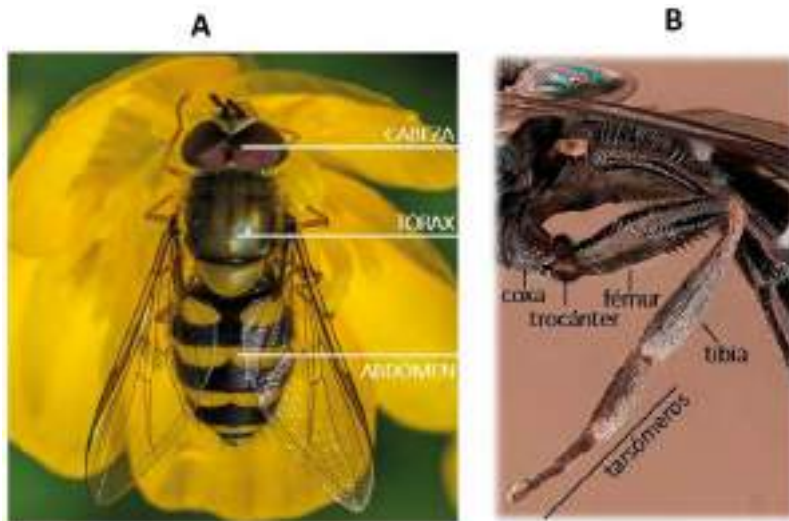 A
B
CABEZA
TÓRAX
ABDOMEN
coxa
trocánter
fémur
tibia
tarsómeros